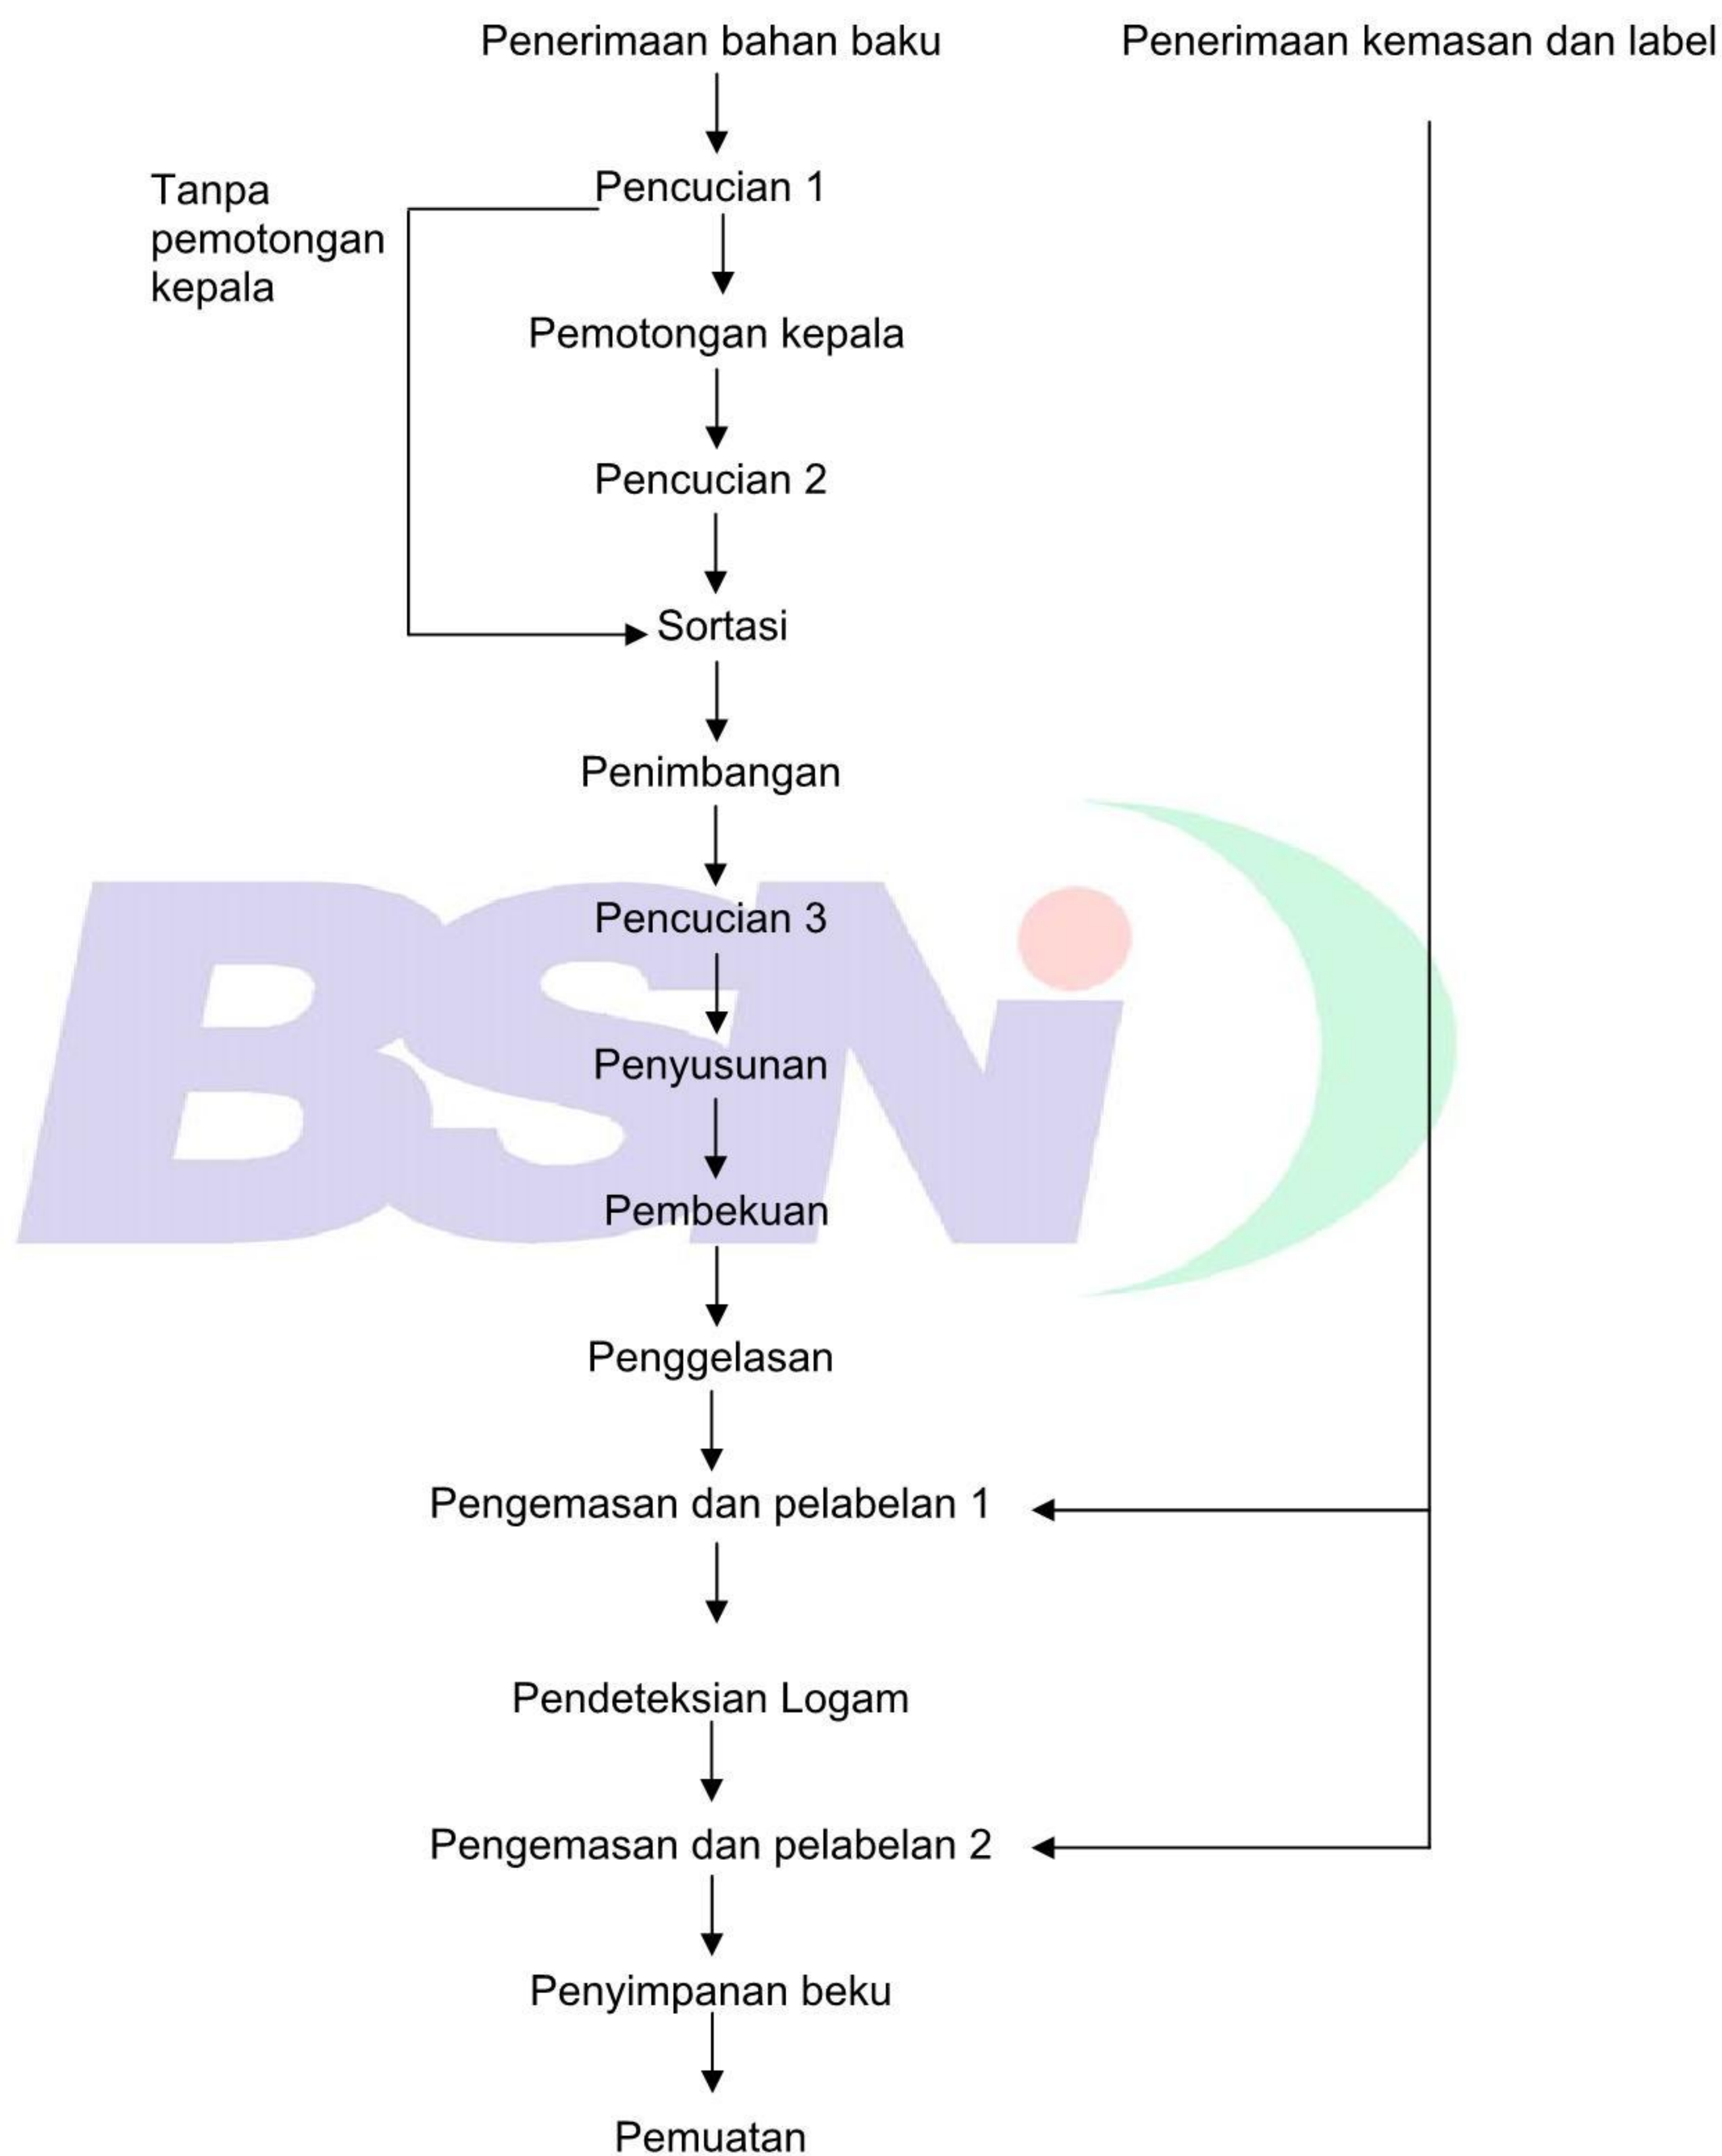 Penerimaan bahan baku
Penerimaan kemasan dan label
Pencucian 1
Tanpa
pemotongan
kepala
Pemotongan kepala
Pencucian 2
Sortasi
Penimbangan
Pencucian 3
BSNi
Penyusunan
Pembekuan
Penggelasan
Pengemasan dan pelabelan 1
Pendeteksian Logam
Pengemasan dan pelabelan 2
Penyimpanan beku
Pemuatan